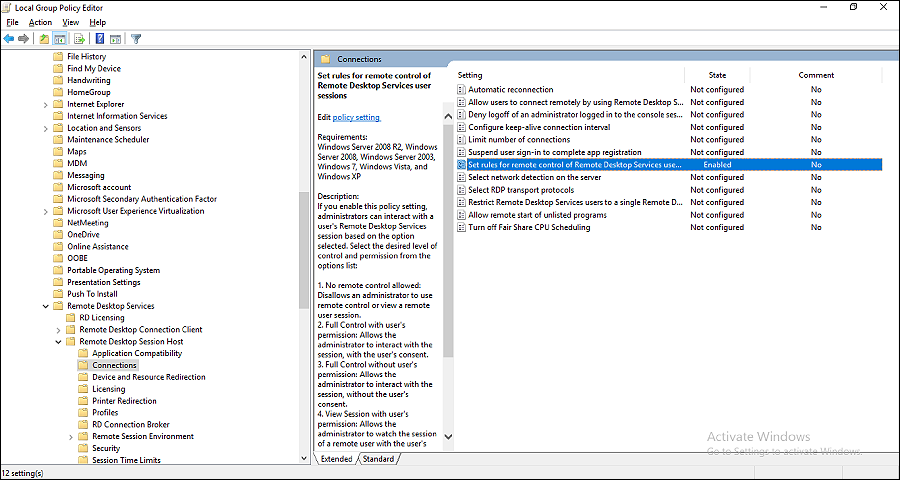 Local Group Policy Editor
File Action View Help
File History
Find My Device
Handwriting
HomeGroup
Internet Explorer
Internet Information Services
Location and Sensors
Maintenance Scheduler
Maps
MDM
Messaging
Microsoft account
Microsoft Secondary Authentication Factor
Microsoft User Experience Virtualization
NetMeeting
OneDrive
Online Assistance
OOBE
Portable Operating System
Presentation Settings
Push To Install
Remote Desktop Services
RD Licensing
Remote Desktop Connection Client
Remote Desktop Session Host
Application Compatibility
Connections
Device and Resource Redirection
Licensing
Printer Redirection
Profiles
RD Connection Broker
Remote Session Environment
Security
Session Time Limits
Connections
Set rules for remote control of
Remote Desktop Services user
sessions
Edit policy setting
Requirements:
Windows Server 2008 R2, Windows
Server 2008, Windows Server 2003,
Windows 7, Windows Vista, and
Windows XP
Description:
If you enable this policy setting,
administrators can interact with a
user's Remote Desktop Services
session based on the option
selected. Select the desired level of
control and permission from the
options list:
1. No remote control allowed:
Disallows an administrator to use
remote control or view a remote
user session.
2. Full Control with user's
permission: Allows the
administrator to interact with the
session, with the user's consent.
3. Full Control without user's
permission: Allows the
administrator to interact with the
session, without the user's
consent.
4. View Session with user's
permission: Allows the
administrator to watch the session
of a remote user with the user's
Setting State Comment
Automatic reconnection Not configured No
Allow users to connect remotely by using Remote Desktop S... Not configured No
Deny logoff of an administrator logged in to the console ses... Not configured No
Configure keep-alive connection interval Not configured No
Limit number of connections Not configured No
Suspend user sign-in to complete app registration Not configured No
Set rules for remote control of Remote Desktop Services use... Enabled No
Select network detection on the server Not configured No
Select RDP transport protocols Not configured No
Restrict Remote Desktop Services users to a single Remote D... Not configured No
Allow remote start of unlisted programs Not configured No
Turn off Fair Share CPU Scheduling Not configured No
Activate Windows
Go to Settings to activate Windows.
Extended Standard
12 setting(s)